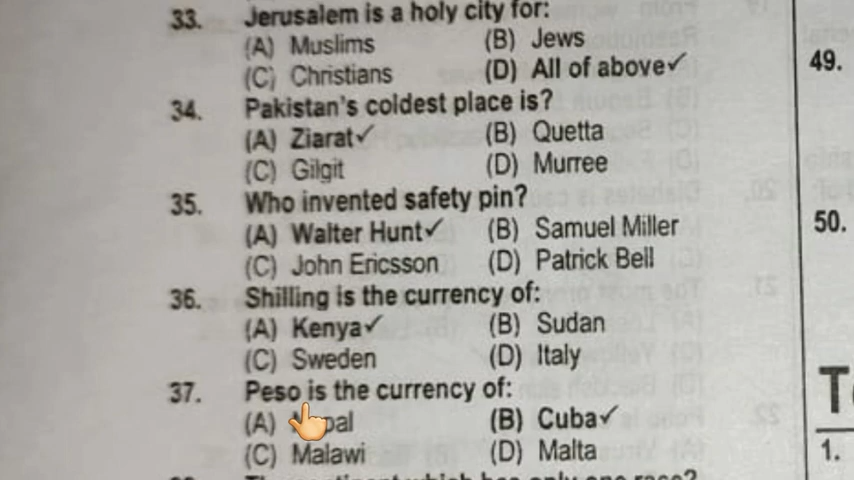 33. Jerusalem is a holy city for:
(A) Muslims (B) Jews
(C) Christians (D) All of above✓
34. Pakistan's coldest place is?
(A) Ziarat✓ (B) Quetta
(C) Gilgit (D) Murree
35. Who invented safety pin?
(A) Walter Hunt✓ (B) Samuel Miller
(C) John Ericsson (D) Patrick Bell
36. Shilling is the currency of:
(A) Kenya✓ (B) Sudan
(C) Sweden (D) Italy
37. Peso is the currency of:
(A) (B) Cuba✓
(C) Malawi (D) Malta
49.
50.
1.